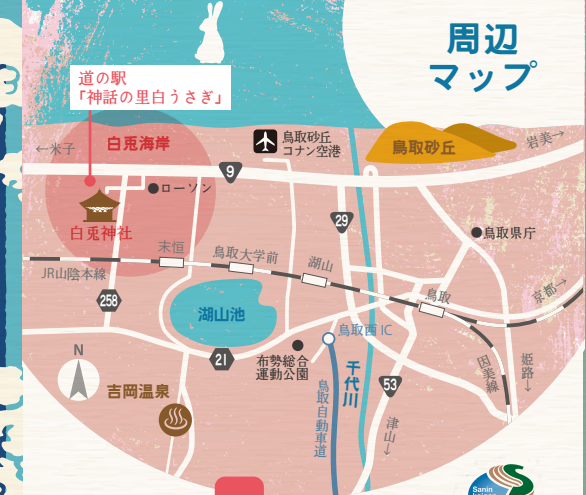 周辺
マップ
道の駅
「神話の里白うさぎ」
←米子
白兎海岸
鳥取砂丘
コナン空港
鳥取砂丘
岩美→
9
ローソン
白兎神社
29
鳥取県庁
末恒
鳥取大学前
湖山
JR山陰本線
258
湖山池
鳥取
京都→
鳥取西IC
21
布勢総合
運動公園
千代川
因美線
姫路→
N
吉岡温泉
鳥取自動車道
53
津山→
Sanin